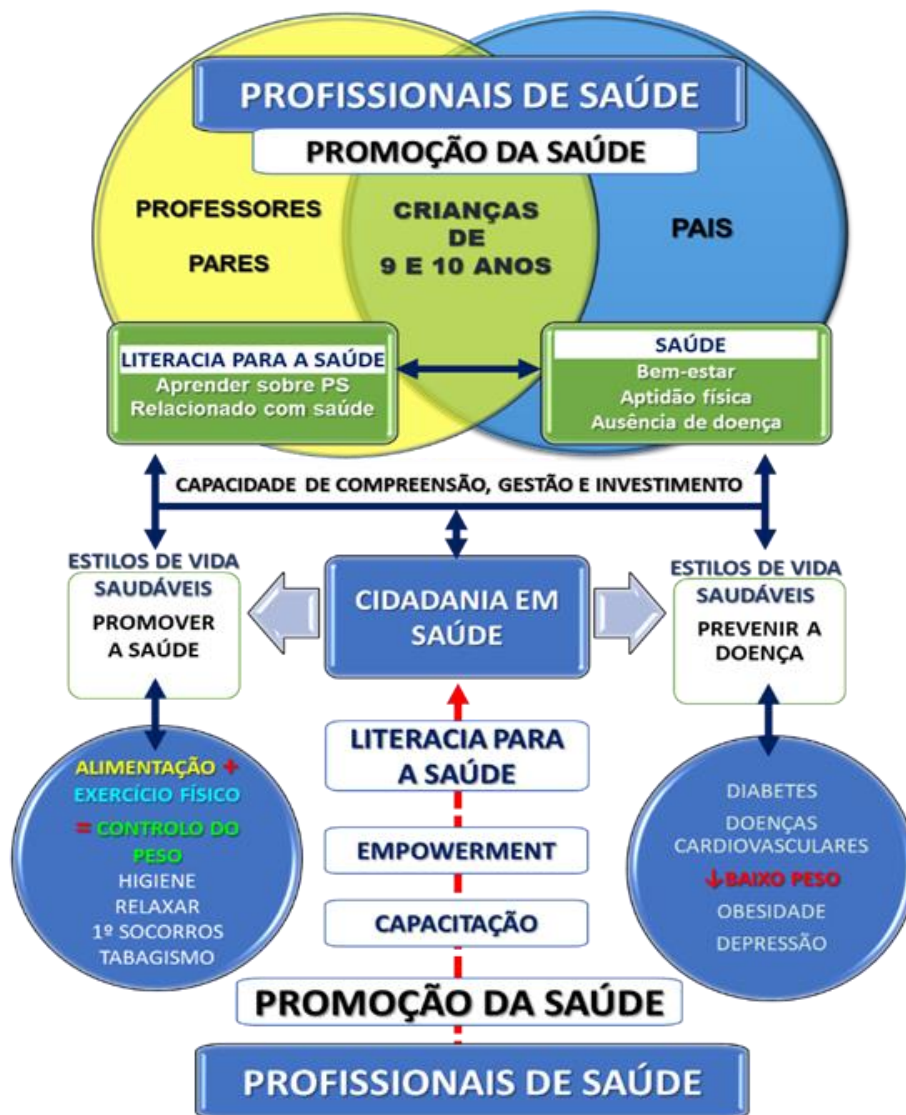 PROFISSIONAIS DE SAÚDE
PROMOÇÃO DA SAÚDE
PROFESSORES
PARES
CRIANÇAS
DE
9 E 10 ANOS
PAIS
LITERACIA PARA A SAÚDE
Aprender sobre PS
Relacionado com saúde
SAÚDE
Bem-estar
Aptidão física
Ausência de doença
CAPACIDADE DE COMPREENSÃO, GESTÃO E INVESTIMENTO
ESTILOS DE VIDA
SAUDÁVEIS
PROMOVER
A SAÚDE
CIDADANIA EM
SAÚDE
ESTILOS DE VIDA
SAUDÁVEIS
PREVENIR A
DOENÇA
ALIMENTAÇÃO +
EXERCÍCIO FÍSICO
= CONTROLO DO
PESO
HIGIENE
RELAXAR
1º SOCORROS
TABAGISMO
LITERACIA PARA
A SAÚDE
EMPOWERMENT
CAPACITAÇÃO
DIABETES
DOENÇAS
CARDIOVASCULARES
↓BAIXO PESO
OBESIDADE
DEPRESSÃO
PROMOÇÃO DA SAÚDE
PROFISSIONAIS DE SAÚDE